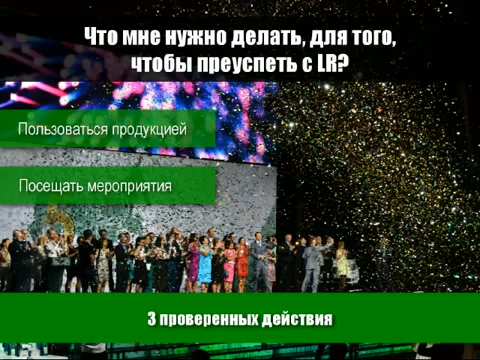 Что мне нужно делать, для того,
чтобы преуспеть с LR?
Пользоваться продукцией
Посещать мероприятия
3 проверенных действия